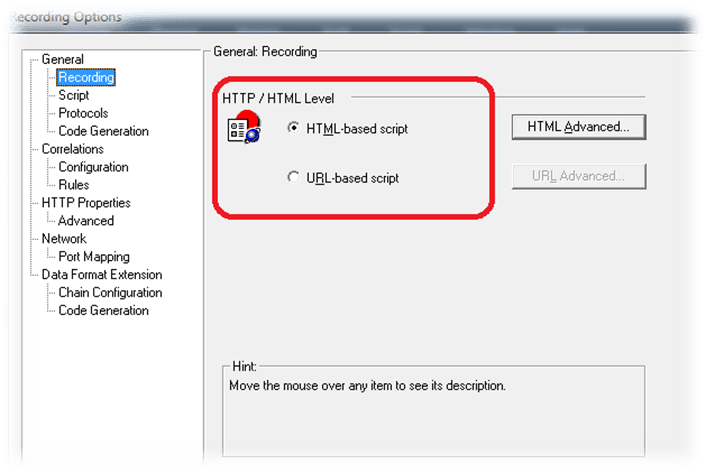 Recording Options
General
Recording
Script
Protocols
Code Generation
Correlations
Configuration
Rules
HTTP Properties
Advanced
Network
Port Mapping
Data Format Extension
Chain Configuration
Code Generation
General: Recording
HTTP / HTML Level
HTML-based script
HTML Advanced...
URL-based script
URL Advanced...
Hint:
Move the mouse over any item to see its description.